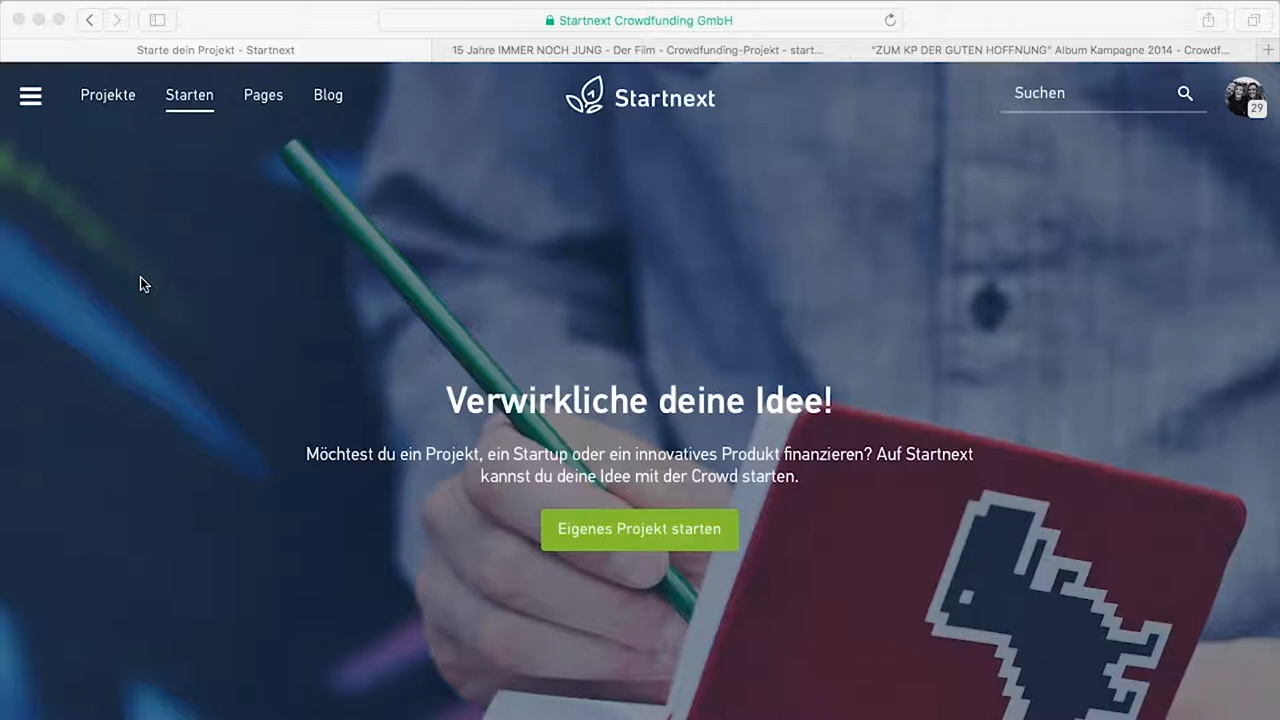 Startnext Crowdfunding GmbH
Starte dein Projekt - Startnext
15 Jahre IMMER NOCH JUNG - Der Film - Crowdfunding-Projekt - start...
"ZUM KP DER GUTEN HOFFNUNG" Album Kampagne 2014 - Crowdf...
Projekte
Starten
Pages
Blog
Startnext
Suchen
29
Verwirkliche deine Idee!
Möchtest du ein Projekt, ein Startup oder ein innovatives Produkt finanzieren? Auf Startnext
kannst du deine Idee mit der Crowd starten.
Eigenes Projekt starten